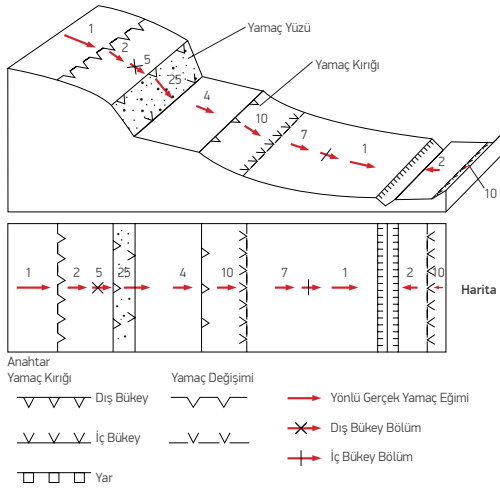 Yamaç Yüzü
Yamaç Kırığı
1
2
5
25
4
10
7
1
2
10
1 2 5 25 4 10 7 1 2 10
Harita
Anahtar
Yamaç Kırığı Yamaç Değişimi
Dış Bükey
Yönlü Gerçek Yamaç Eğimi
Dış Bükey Bölüm
İç Bükey
İç Bükey Bölüm
Yar